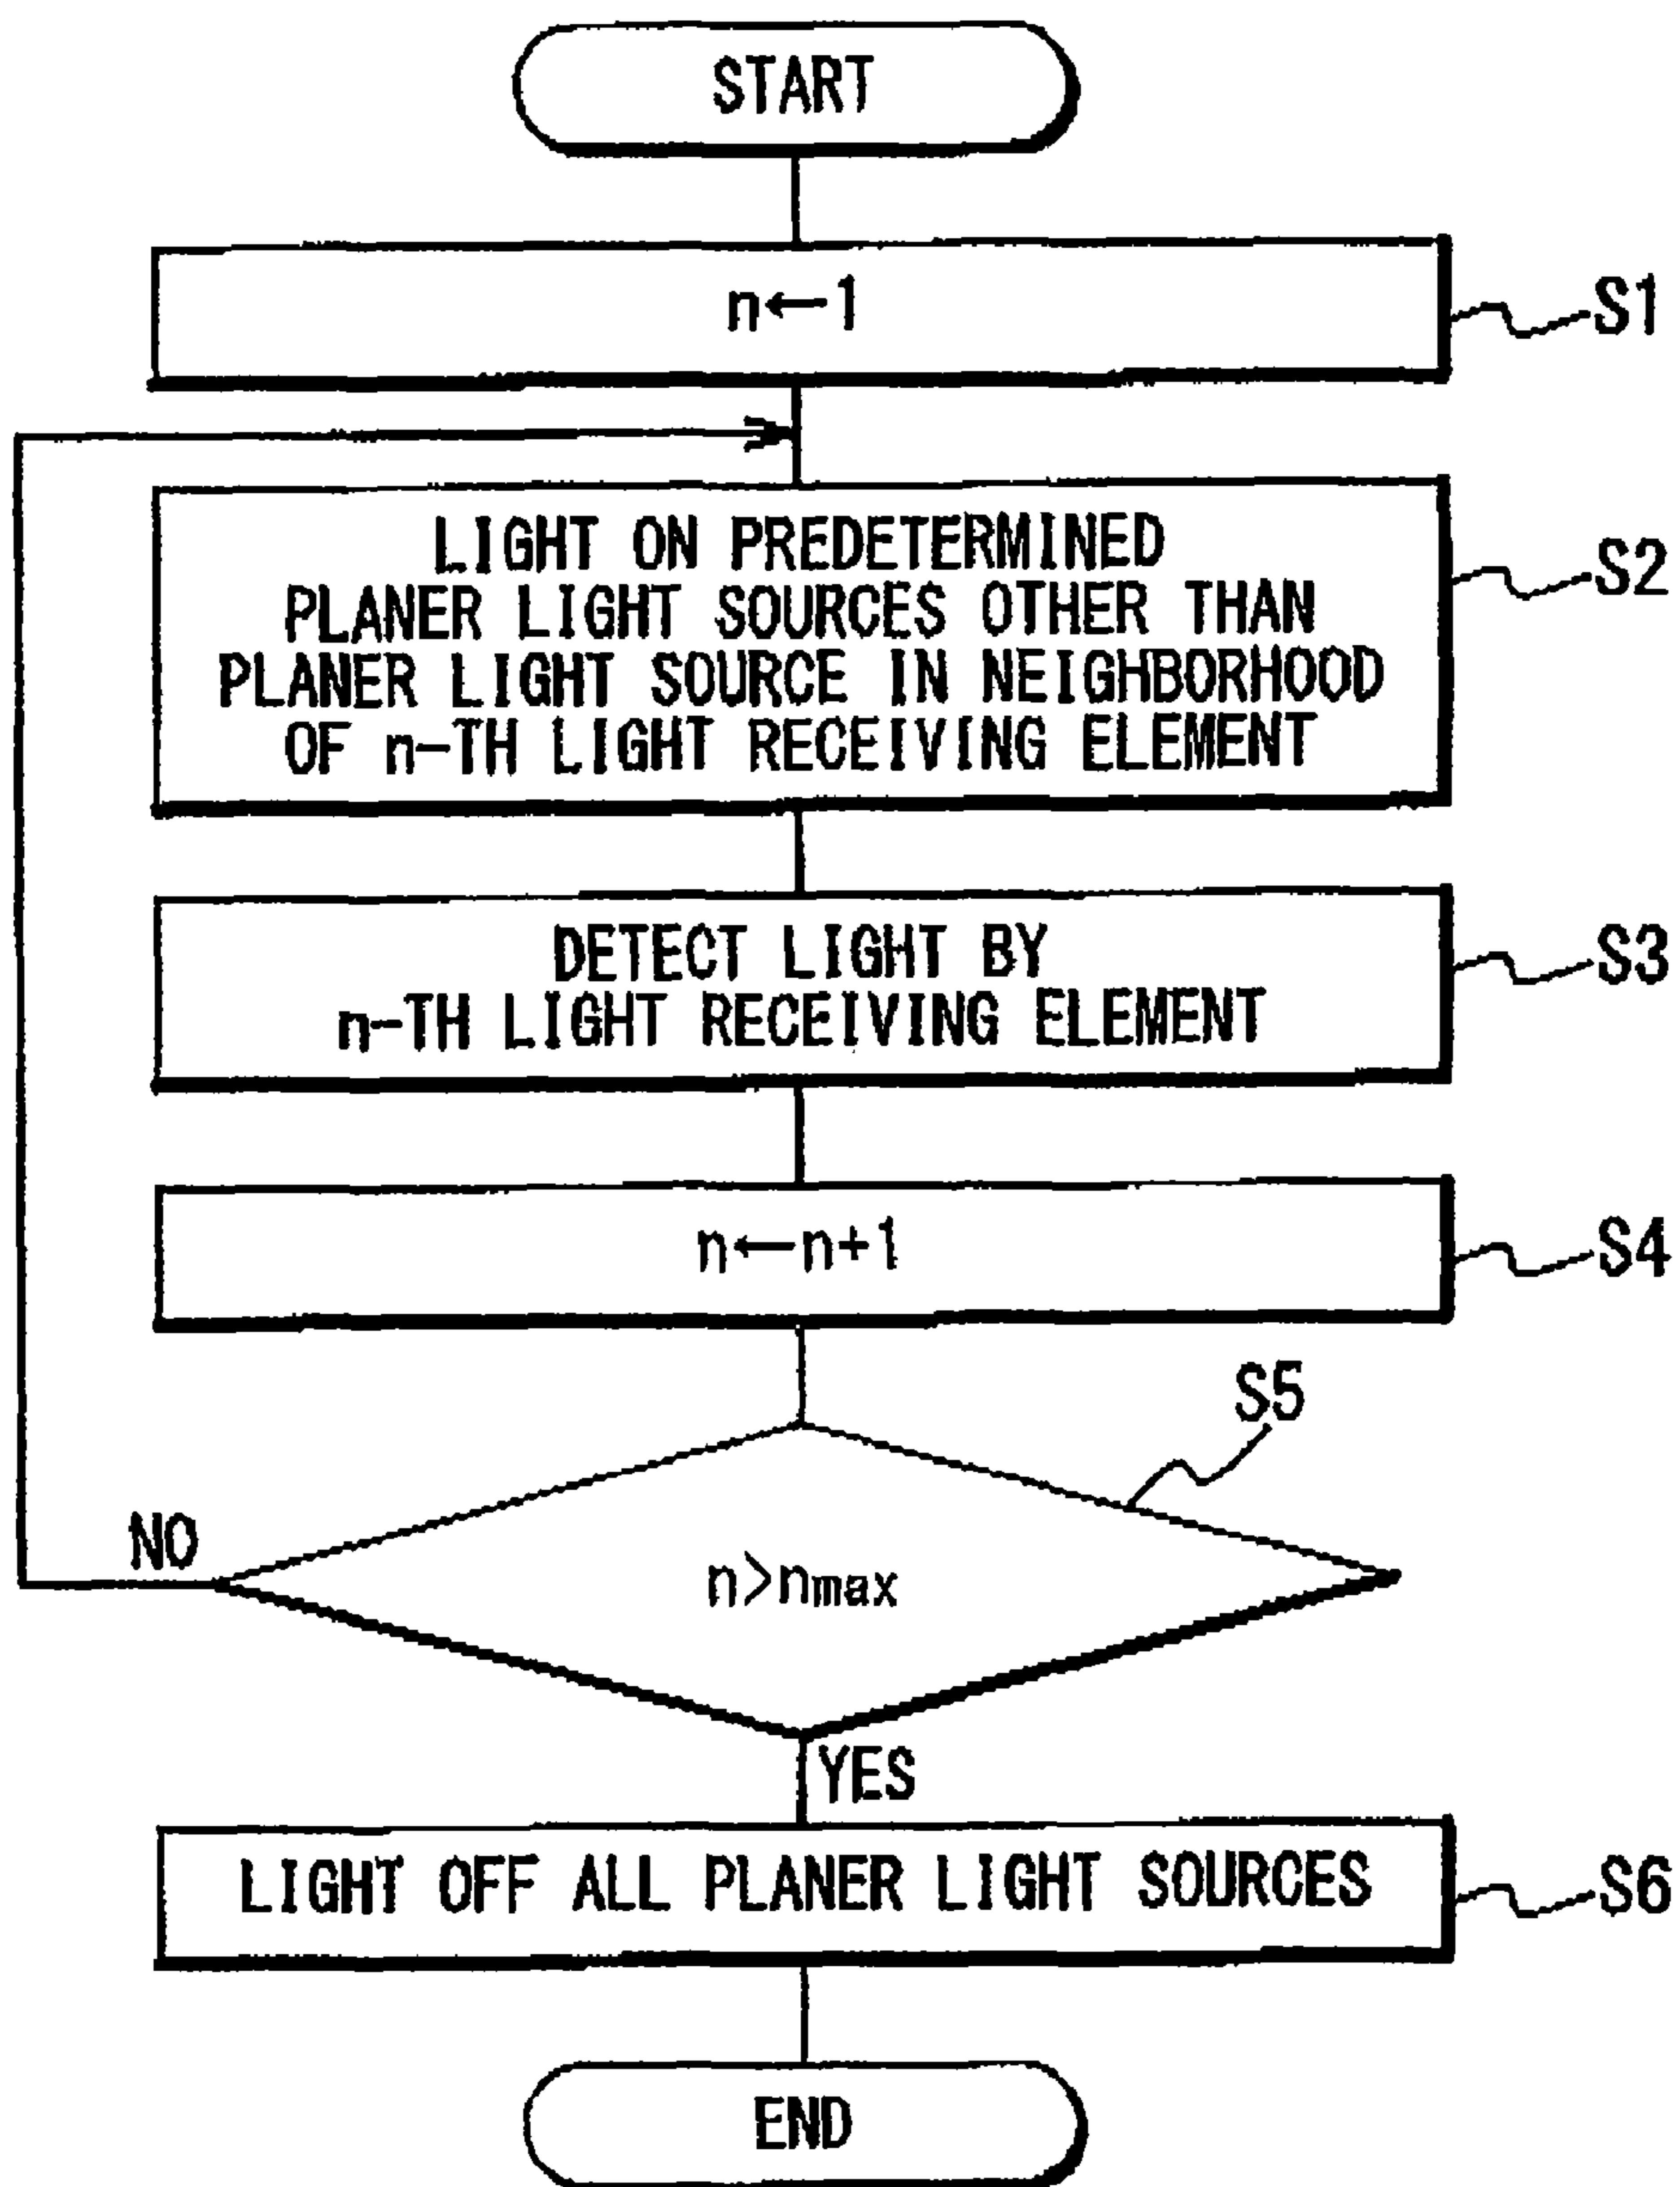 START
n←1
S1
LIGHT ON PREDETERMINED
PLANER LIGHT SOURCES OTHER THAN
PLANER LIGHT SOURCE IN NEIGHBORHOOD
OF n-TH LIGHT RECEIVING ELEMENT
S2
DETECT LIGHT BY
n-TH LIGHT RECEIVING ELEMENT
S3
n←n+1
S4
S5
NO
n>nmax
YES
LIGHT OFF ALL PLANER LIGHT SOURCES
S6
END